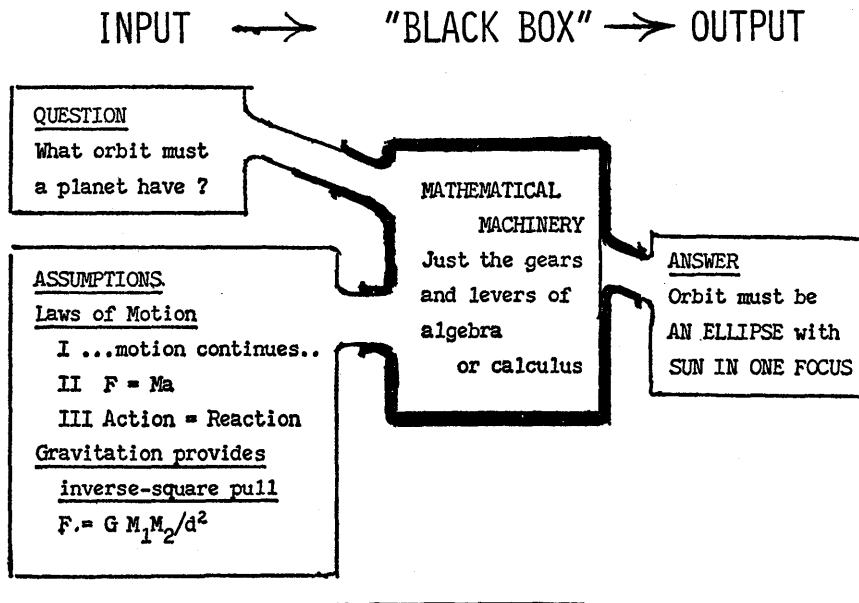 INPUT → "BLACK BOX" → OUTPUT
QUESTION
What orbit must
a planet have ?
ASSUMPTIONS.
Laws of Motion
I ...motion continues..
II F = Ma
III Action = Reaction
Gravitation provides
inverse-square pull
F.= G M₁M₂/d²
MATHEMATICAL
MACHINERY
Just the gears
and levers of
algebra
or calculus
ANSWER
Orbit must be
AN ELLIPSE with
SUN IN ONE FOCUS